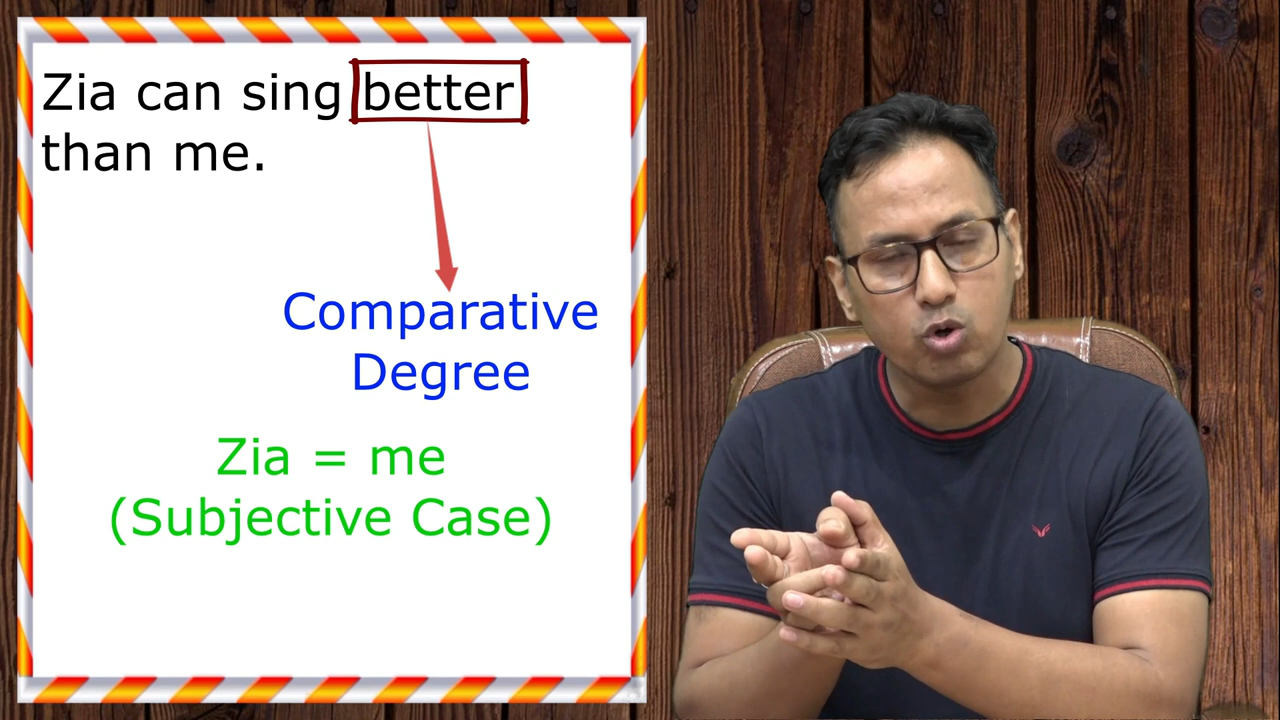 Zia can sing better
than me.
Comparative
Degree
Zia = me
(Subjective Case)